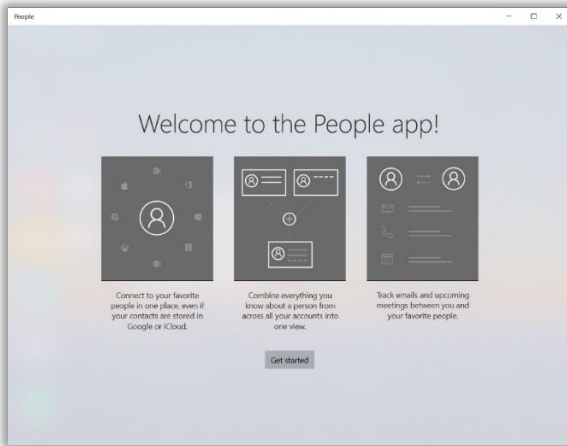 People
Welcome to the People app!
Connect to your favorite
people in one place, even if
your contacts are stored in
Google or iCloud.
Combine everything you
know about a person from
across all your accounts into
one view.
Track emails and upcoming
meetings between you and
your favorite people.
Get started